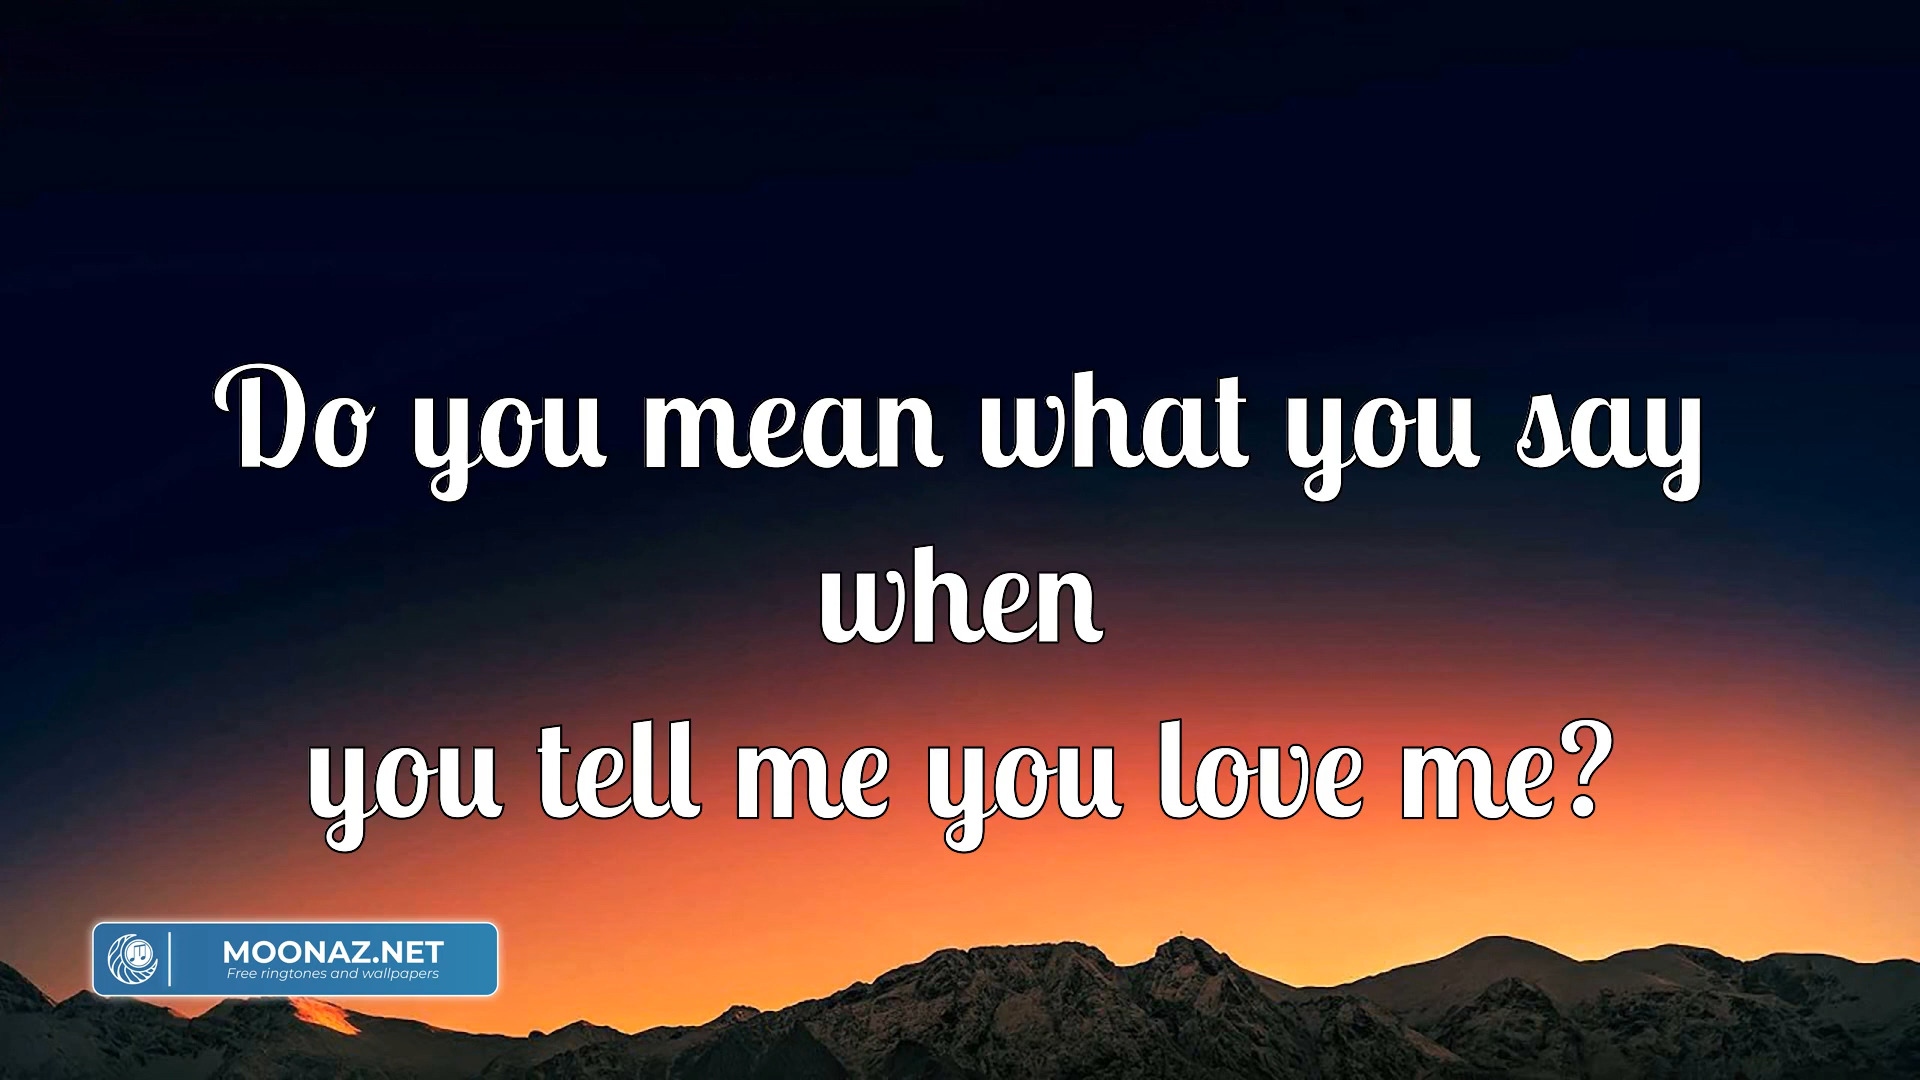 Do you mean what you say
when
you tell me you love me?
MOONAZ.NET
Free ringtones and wallpapers